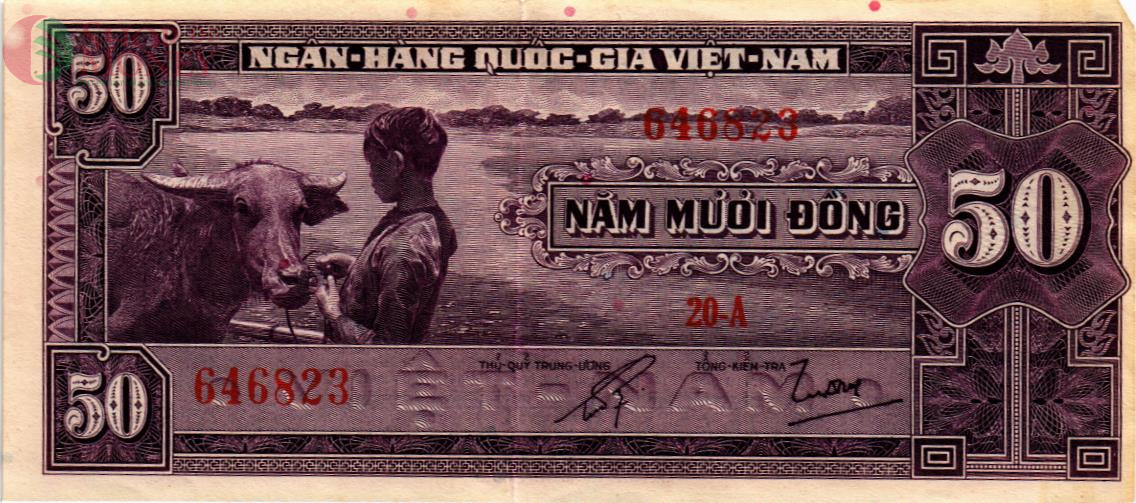 50
NGÂN-HÀNG QUỐC-GIA VIỆT-NAM
646823
NĂM MƯƠI ĐỒNG
50
20-A
THỦ-QUỸ TRUNG-ƯƠNG
TỔNG-KIỂM-TRA
646823
50